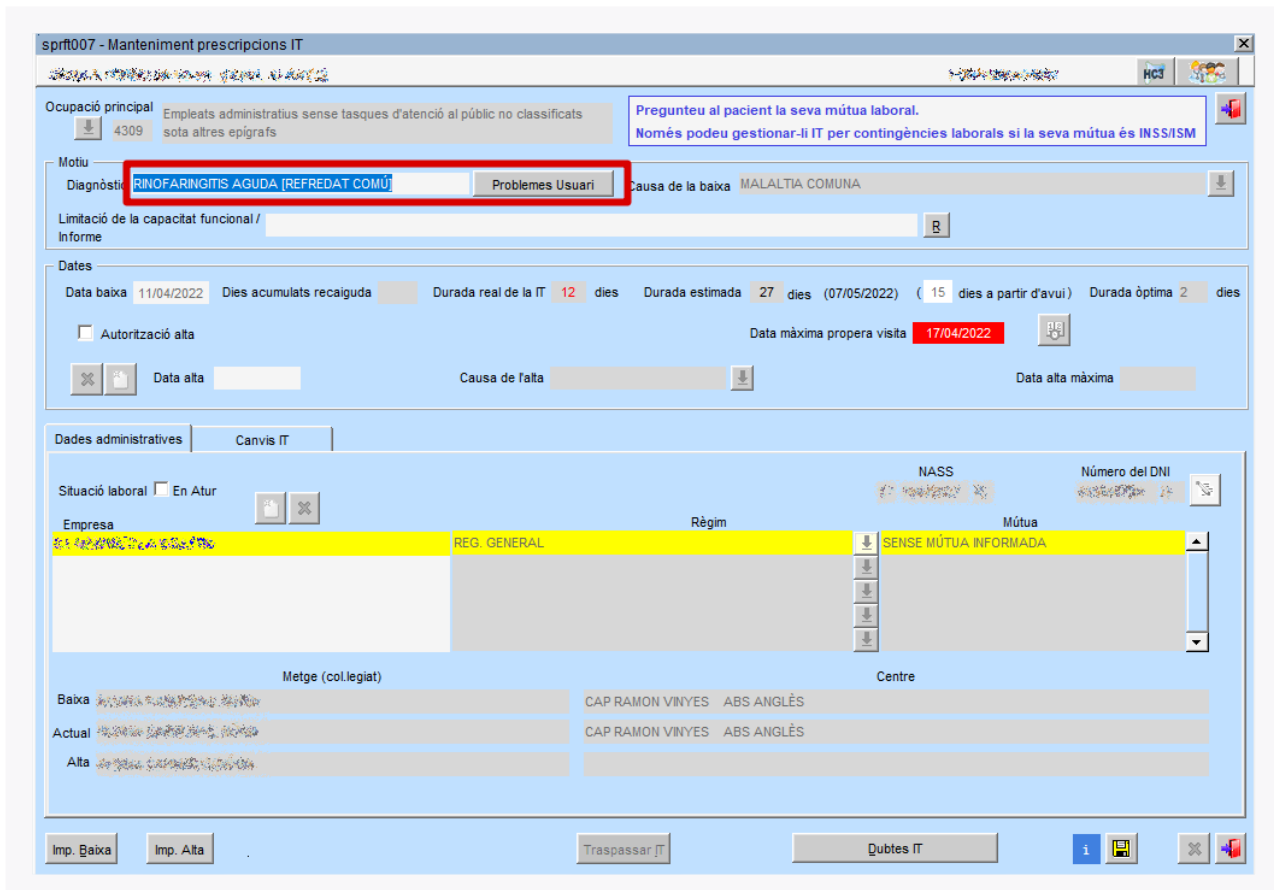 sprft007 - Manteniment prescripcions IT
HC3
Ocupació principal
4309
Empleats administratius sense tasques d'atenció al públic no classificats
sota altres epígrafs
Pregunteu al pacient la seva mútua laboral.
Només podeu gestionar-li IT per contingències laborals si la seva mútua és INSS/ISM
Motiu
Diagnòstic RINOFARINGITIS AGUDA [REFREDAT COMÚ] Problemes Usuari Causa de la baixa MALALTIA COMUNA
Limitació de la capacitat funcional /
Informe
R
Dates
Data baixa 11/04/2022 Dies acumulats recaiguda Durada real de la IT 12 dies Durada estimada 27 dies (07/05/2022) ( 15 dies a partir d'avui) Durada òptima 2 dies
Autorització alta Data màxima propera visita 17/04/2022
Data alta Causa de l'alta Data alta màxima
Dades administratives Canvis IT
NASS Número del DNI
Situació laboral En Atur
Empresa Règim Mútua
REG. GENERAL SENSE MÚTUA INFORMADA
Metge (col.legiat) Centre
Baixa CAP RAMON VINYES ABS ANGLÈS
Actual CAP RAMON VINYES ABS ANGLÈS
Alta
Imp. Baixa Imp. Alta . Traspassar IT Dubtes IT i